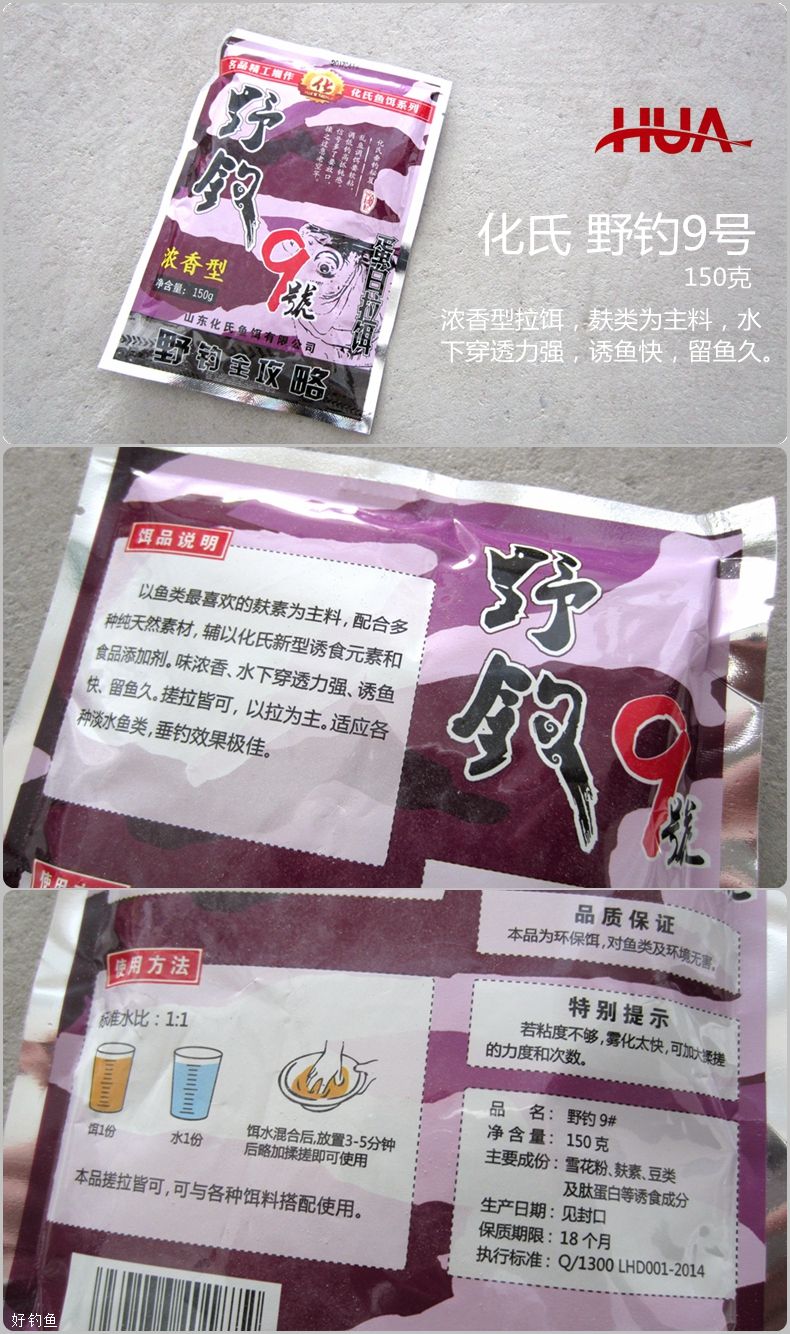 名品精工慵作
化
化氏鱼饵系列
野钓
9號
浓香型
净含量：150g
蛋白拉饵
山东化氏鱼饵有限公司
野钓全攻略
HUA
化氏 野钓9号
150克
浓香型拉饵，麸类为主料，水
下穿透力强，诱鱼快，留鱼久。
饵品说明
以鱼类最喜欢的麸素为主料，配合多
种纯天然素材，辅以化氏新型诱食元素和
食品添加剂。味浓香、水下穿透力强、诱鱼
快、留鱼久。搓拉皆可，以拉为主。适应各
种淡水鱼类，垂钓效果极佳。
野钓
9號
使用方法
标准水比：1:1
饵1份
水1份
饵水混合后,放置3-5分钟
后略加揉搓即可使用
本品搓拉皆可,可与各种饵料搭配使用。
品质保证
本品为环保饵,对鱼类及环境无害。
特别提示
若粘度不够,雾化太快,可加大揉搓
的力度和次数。
品 名：野钓 9#
净含量：150 克
主要成份：雪花粉、麸素、豆类
及肽蛋白等诱食成分
生产日期：见封口
保质期限：18 个月
执行标准：Q/1300 LHD001-2014
好钓鱼